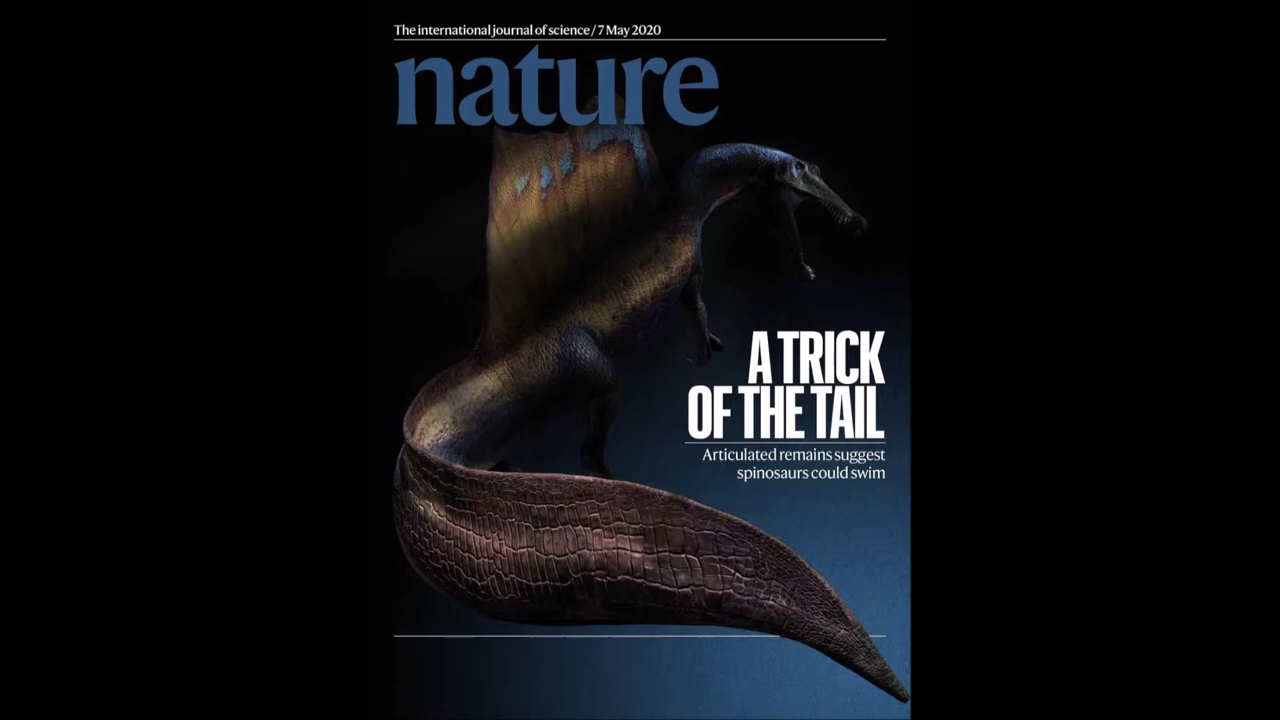 The international journal of science / 7 May 2020
nature
A TRICK
OF THE TAIL
Articulated remains suggest
spinosaurs could swim